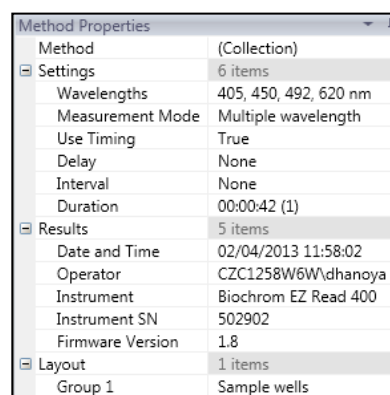 Method Properties
Method (Collection)
Settings 6 items
Wavelengths 405, 450, 492, 620 nm
Measurement Mode Multiple wavelength
Use Timing True
Delay None
Interval None
Duration 00:00:42 (1)
Results 5 items
Date and Time 02/04/2013 11:58:02
Operator CZC1258W6W\dhanoya
Instrument Biochrom EZ Read 400
Instrument SN 502902
Firmware Version 1.8
Layout 1 items
Group 1 Sample wells